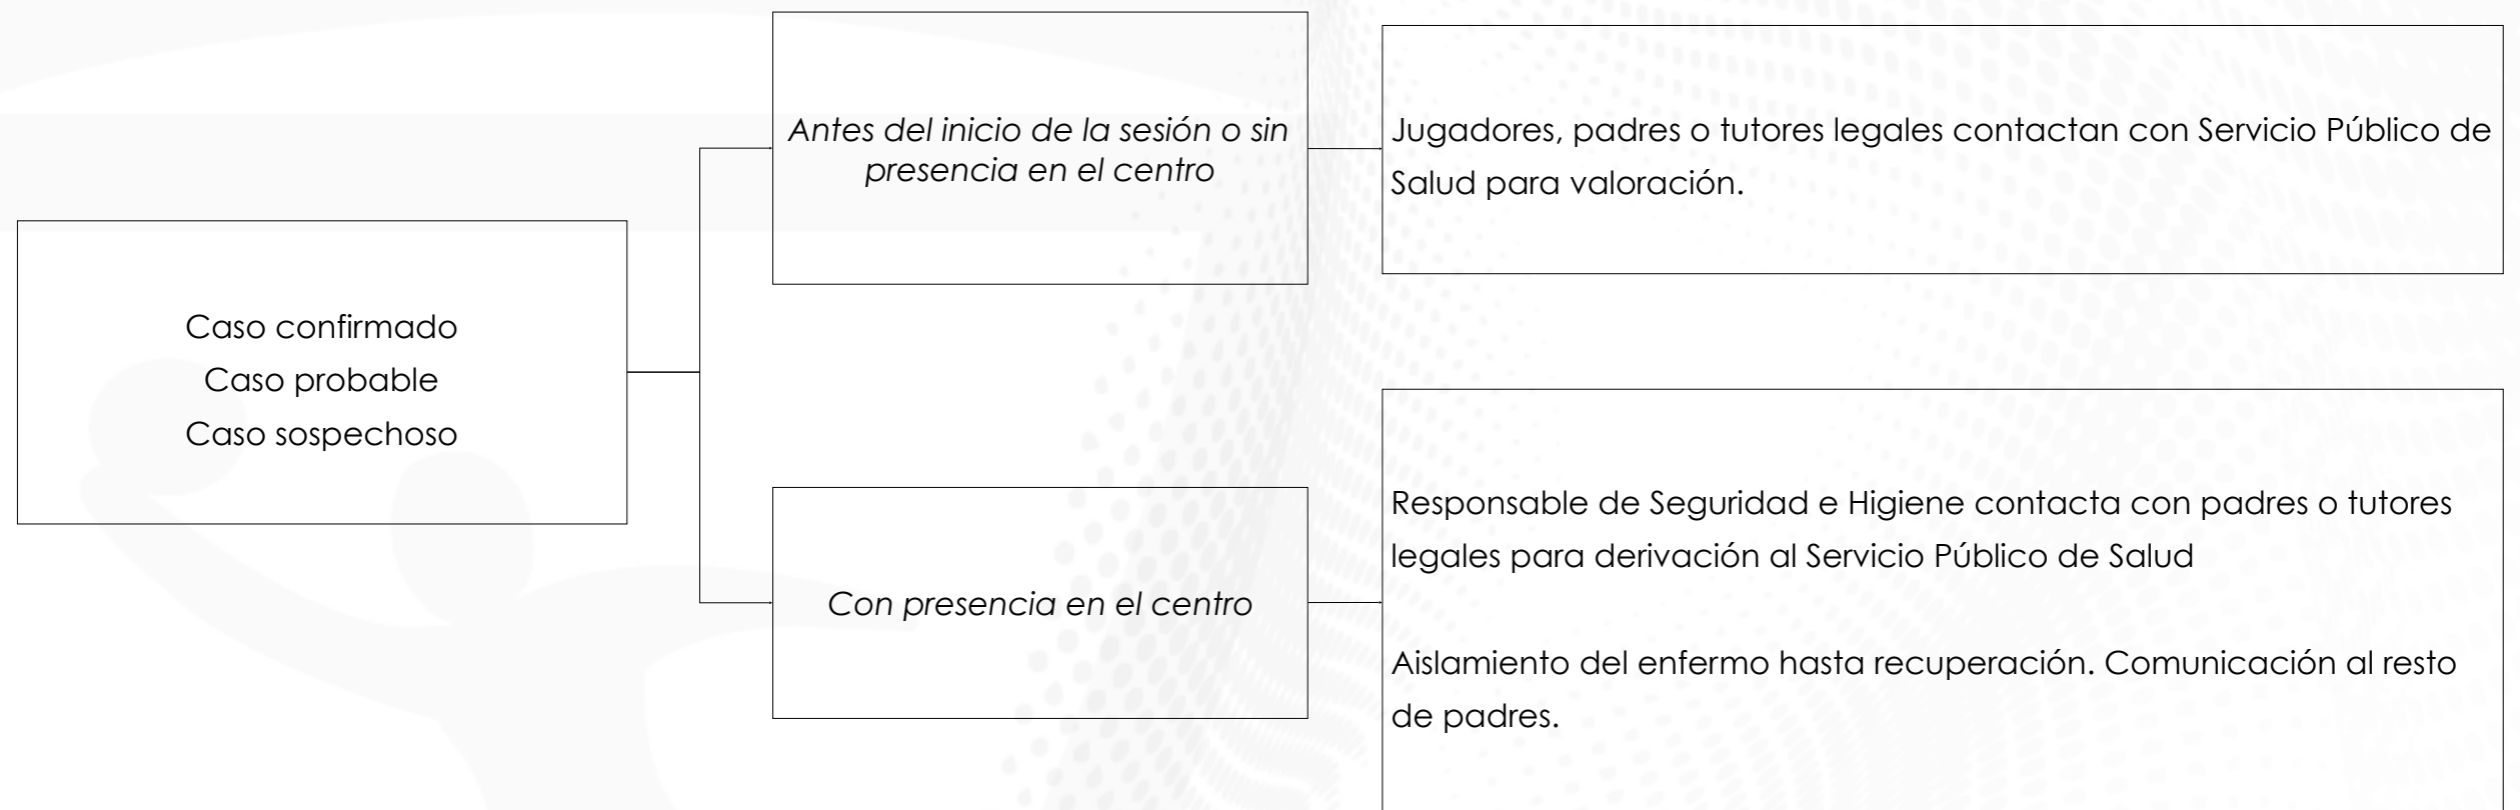 Caso confirmado
Caso probable
Caso sospechoso
Antes del inicio de la sesión o sin
presencia en el centro
Jugadores, padres o tutores legales contactan con Servicio Público de
Salud para valoración.
Con presencia en el centro
Responsable de Seguridad e Higiene contacta con padres o tutores
legales para derivación al Servicio Público de Salud
Aislamiento del enfermo hasta recuperación. Comunicación al resto
de padres.